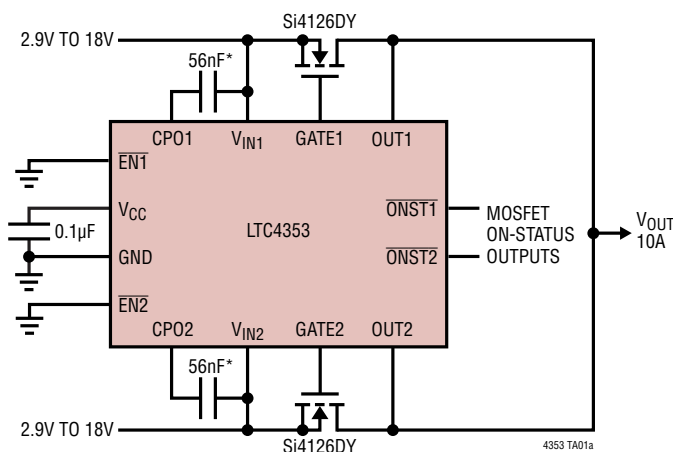 Si4126DY
2.9V TO 18V
56nF*
CPO1 VIN1 GATE1 OUT1
EN1
VCC
0.1µF
GND
EN2
LTC4353
ONST1
ONST2
MOSFET
ON-STATUS
OUTPUTS
VOUT
10A
CPO2 VIN2 GATE2 OUT2
56nF*
2.9V TO 18V
Si4126DY
4353 TA01a